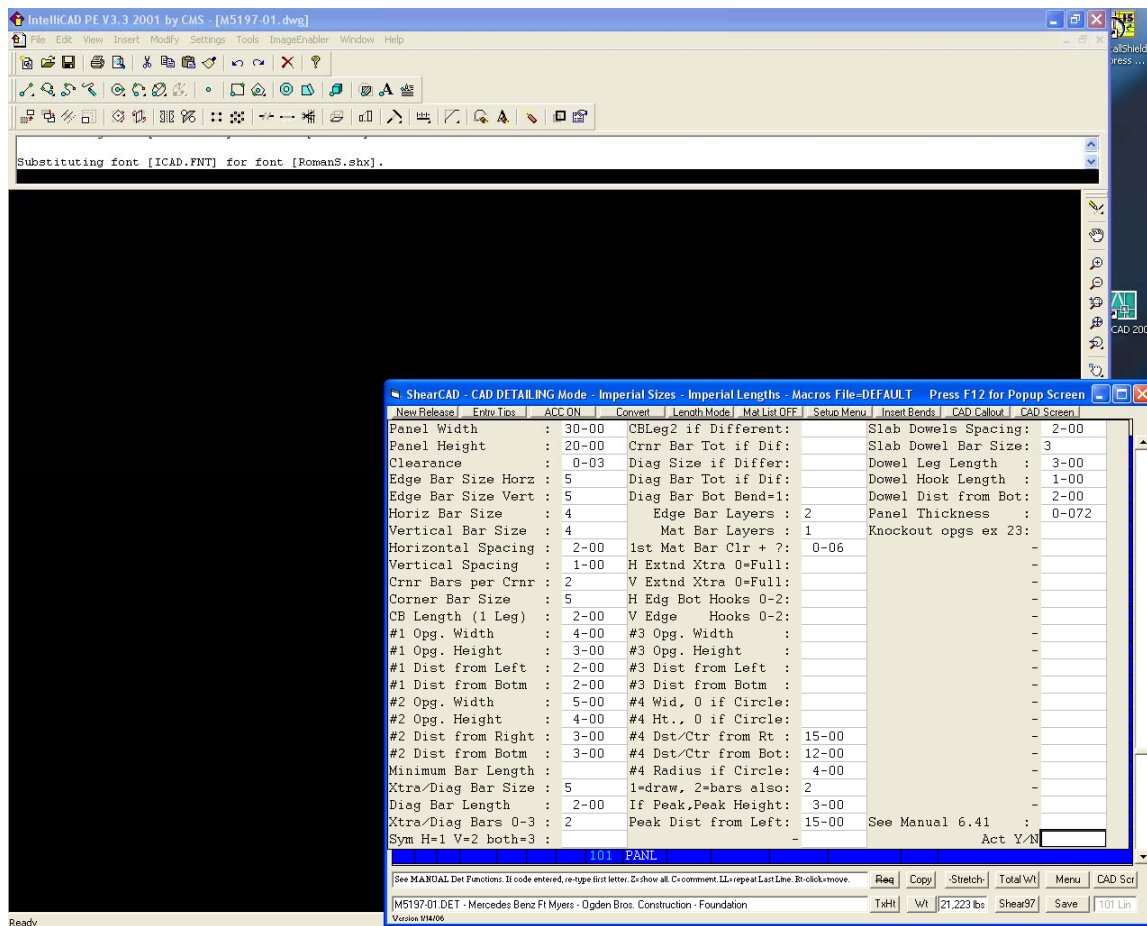 IntelliCAD PE V3.3 2001 by CMS - [M5197-01.dwg]
File Edit View Insert Modify Settings Tools ImageEnabler Window Help
Substituting font [ICAD.FNT] for font [RomanS.shx].
allShield
press ...
CAD 200
ShearCAD - CAD DETAILING Mode - Imperial Sizes - Imperial Lengths - Macros File=DEFAULT Press F12 for Popup Screen
New Release Entry Tips ACC ON Convert Length Mode Mat List OFF Setup Menu Insert Bends CAD Callout CAD Screen
Panel Width : 30-00 CBLeg2 if Different: Slab Dowels Spacing: 2-00
Panel Height : 20-00 Crnr Bar Tot if Dif: Slab Dowel Bar Size: 3
Clearance : 0-03 Diag Size if Differ: Dowel Leg Length : 3-00
Edge Bar Size Horz : 5 Diag Bar Tot if Dif: Dowel Hook Length : 1-00
Edge Bar Size Vert : 5 Diag Bar Bot Bend=1: Dowel Dist from Bot: 2-00
Horiz Bar Size : 4 Edge Bar Layers : 2 Panel Thickness : 0-072
Vertical Bar Size : 4 Mat Bar Layers : 1 Knockout opgs ex 23:
Horizontal Spacing : 2-00 1st Mat Bar Clr + ?: 0-06 -
Vertical Spacing : 1-00 H Extnd Xtra 0=Full: -
Crnr Bars per Crnr : 2 V Extnd Xtra 0=Full: -
Corner Bar Size : 5 H Edg Bot Hooks 0-2: -
CB Length (1 Leg) : 2-00 V Edge Hooks 0-2: -
#1 Opg. Width : 4-00 #3 Opg. Width : -
#1 Opg. Height : 3-00 #3 Opg. Height : -
#1 Dist from Left : 2-00 #3 Dist from Left : -
#1 Dist from Botm : 2-00 #3 Dist from Botm : -
#2 Opg. Width : 5-00 #4 Wid, 0 if Circle: -
#2 Opg. Height : 4-00 #4 Ht., 0 if Circle: -
#2 Dist from Right : 3-00 #4 Dst/Ctr from Rt : 15-00 -
#2 Dist from Botm : 3-00 #4 Dst/Ctr from Bot: 12-00 -
Minimum Bar Length : #4 Radius if Circle: 4-00 -
Xtra/Diag Bar Size : 5 1=draw, 2=bars also: 2 -
Diag Bar Length : 2-00 If Peak,Peak Height: 3-00 -
Xtra/Diag Bars 0-3 : 2 Peak Dist from Left: 15-00 See Manual 6.41 :
Sym H=1 V=2 both=3 : - Act Y/N
101 PANL
See MANUAL Det Functions. If code entered, re-type first letter. Z=show all. C=comment. LL=repeat Last Line. Rt-click=move. Req Copy -Stretch- Total Wt Menu CAD Scr
M5197-01.DET - Mercedes Benz Ft Myers - Ogden Bros. Construction - Foundation TxHt Wt 21,223 lbs Shear97 Save 101 Lin
Version 1/14/06
Ready